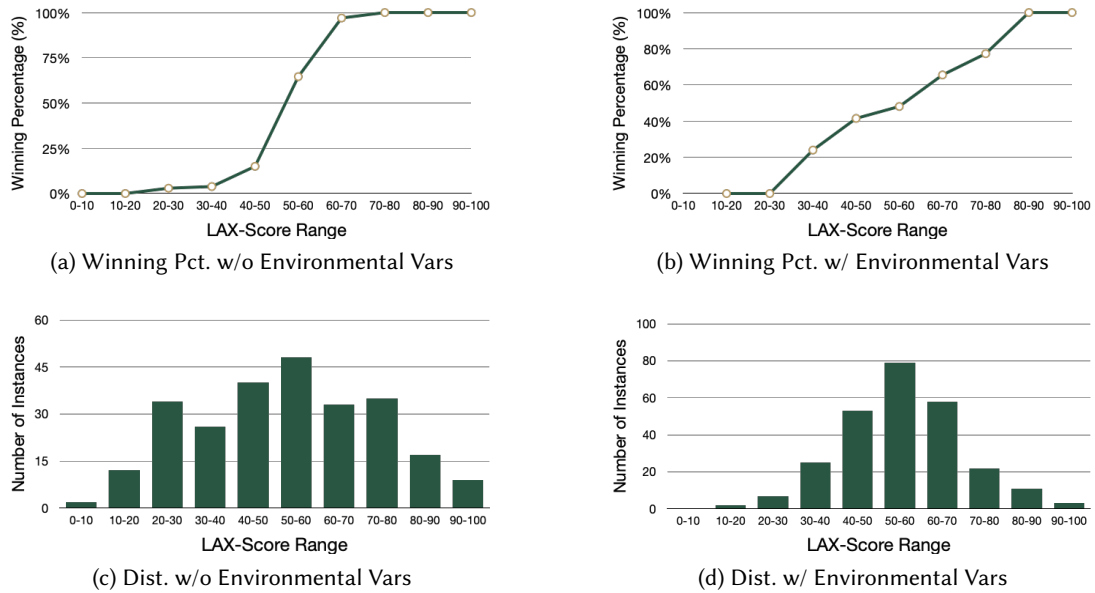 Winning Percentage (%)
100%
75%
50%
25%
0%
0-10 10-20 20-30 30-40 40-50 50-60 60-70 70-80 80-90 90-100
LAX-Score Range
(a) Winning Pct. w/o Environmental Vars
Winning Percentage (%)
100%
80%
60%
40%
20%
0%
0-10 10-20 20-30 30-40 40-50 50-60 60-70 70-80 80-90 90-100
LAX-Score Range
(b) Winning Pct. w/ Environmental Vars
Number of Instances
60
45
30
15
0
0-10 10-20 20-30 30-40 40-50 50-60 60-70 70-80 80-90 90-100
LAX-Score Range
(c) Dist. w/o Environmental Vars
Number of Instances
100
80
60
40
20
0
0-10 10-20 20-30 30-40 40-50 50-60 60-70 70-80 80-90 90-100
LAX-Score Range
(d) Dist. w/ Environmental Vars